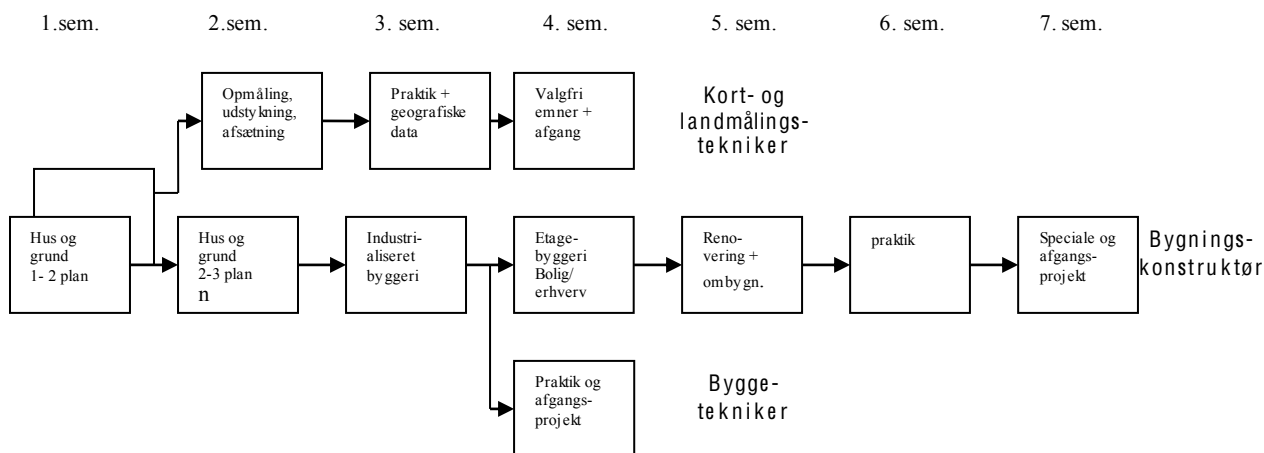 1.sem.
2.sem.
3. sem.
4. sem.
5. sem.
6. sem.
7. sem.
Opmåling,
udstykning,
afsætning
Praktik +
geografiske
data
Valgfri
emner +
afgang
Kort- og
landmålings-
tekniker
Hus og
grund
1- 2 plan
Hus og
grund
2-3 plan
n
Industri-
aliseret
byggeri
Etage-
byggeri
Bolig/
erhverv
Reno-
vering +
ombygn.
praktik
Speciale og
afgangs-
projekt
Bygnings-
konstruktør
Praktik og
afgangs-
projekt
Bygge-
tekniker